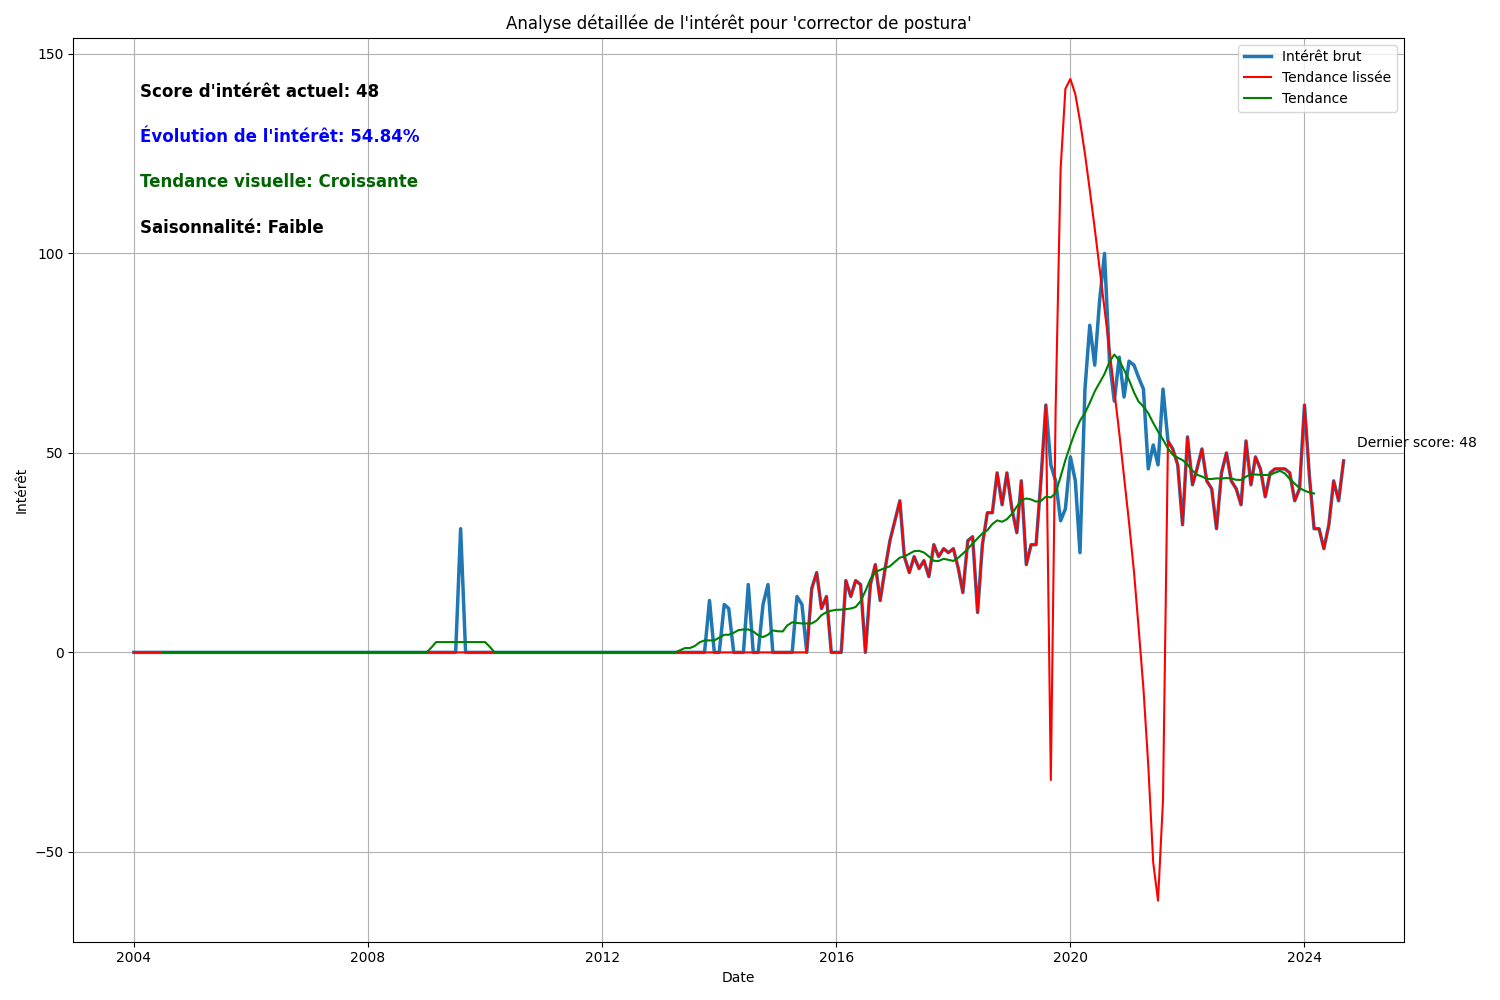 Analyse détaillée de l'intérêt pour 'corrector de postura'
Intérêt brut
Tendance lissée
Tendance
Score d'intérêt actuel: 48
Évolution de l'intérêt: 54.84%
Tendance visuelle: Croissante
Saisonnalité: Faible
Dernier score: 48
150
100
50
0
−50
Intérêt
2004
2008
2012
2016
2020
2024
Date